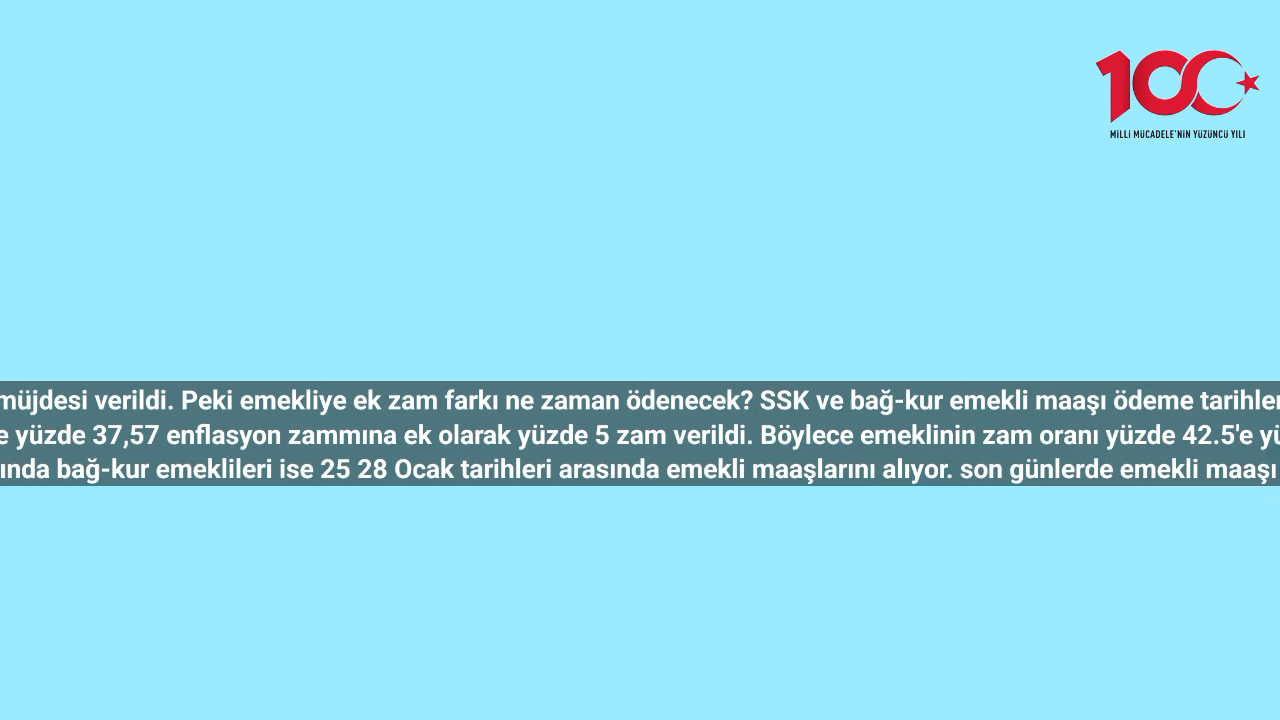 100
MİLLİ MÜCADELE'NİN YÜZÜNCÜ YILI
müjdesi verildi. Peki emekliye ek zam farkı ne zaman ödenecek? SSK ve bağ-kur emekli maaşı ödeme
yüzde 37,57 enflasyon zammına ek olarak yüzde 5 zam verildi. Böylece emeklinin zam oranı yüzde 42.5'e
bağ-kur emeklileri ise 25 28 Ocak tarihleri arasında emekli maaşlarını alıyor. son günlerde emekli maaşı